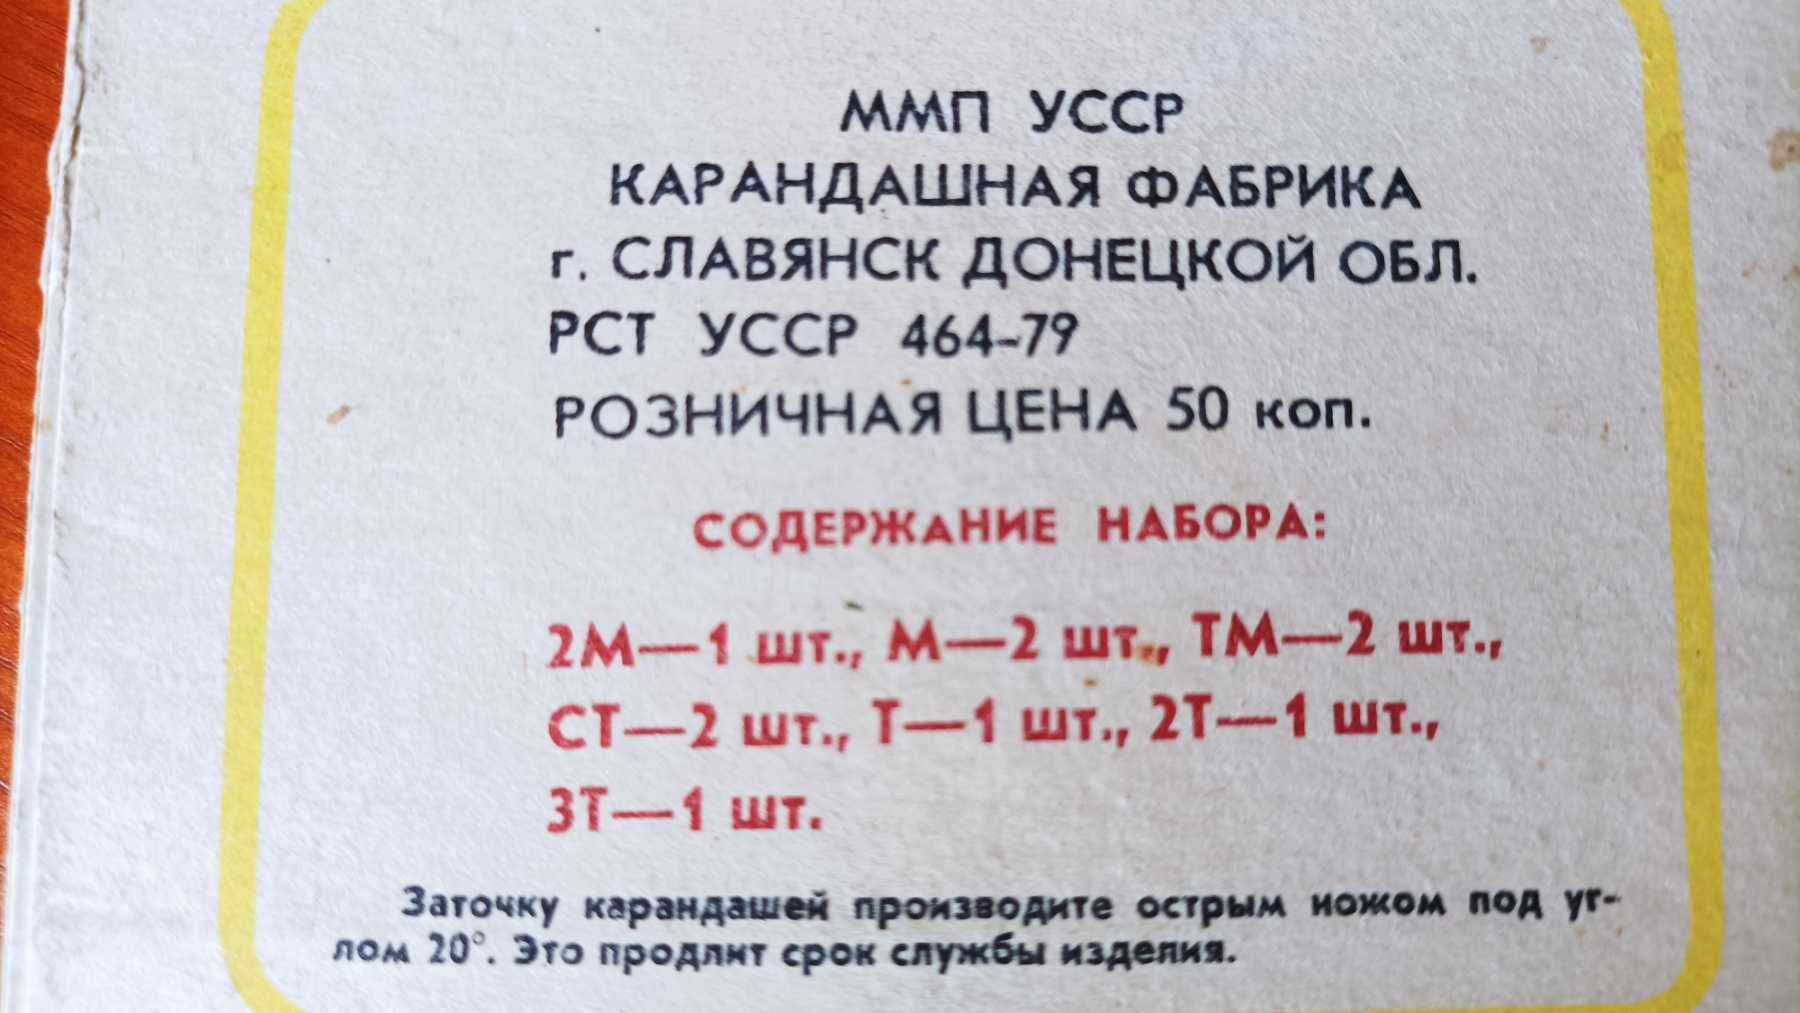 ММП УССР
КАРАНДАШНАЯ ФАБРИКА
г. СЛАВЯНСК ДОНЕЦКОЙ ОБЛ.
РСТ УССР 464-79
РОЗНИЧНАЯ ЦЕНА 50 коп.
СОДЕРЖАНИЕ НАБОРА:
2М—1 шт., М—2 шт., ТМ—2 шт.,
СТ—2 шт., Т—1 шт., 2Т—1 шт.,
3Т—1 шт.
Заточку карандашей производите острым ножом под уг-
лом 20°. Это продлит срок службы изделия.